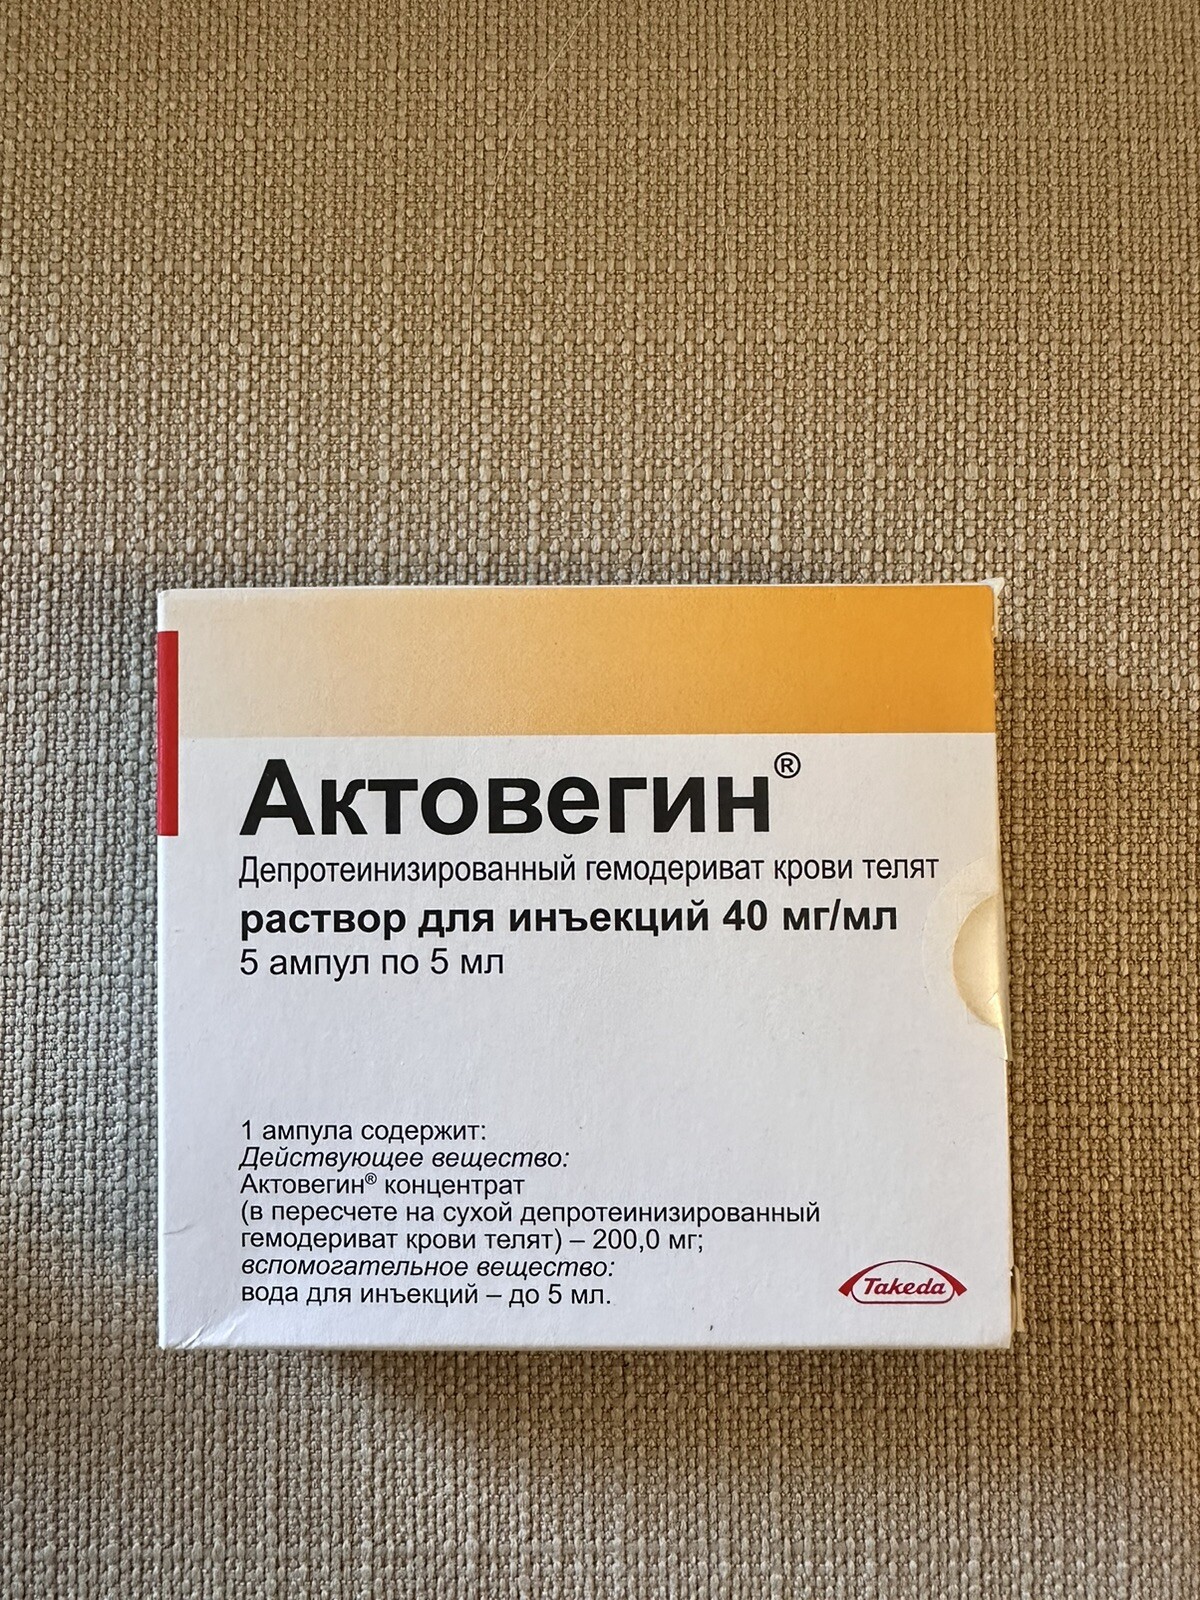 Актовегин®
Депротеинизированный гемодериват крови телят
раствор для инъекций 40 мг/мл
5 ампул по 5 мл
1 ампула содержит:
Действующее вещество:
Актовегин® концентрат
(в пересчете на сухой депротеинизированный
гемодериват крови телят) – 200,0 мг;
вспомогательное вещество:
вода для инъекций – до 5 мл.
Takeda